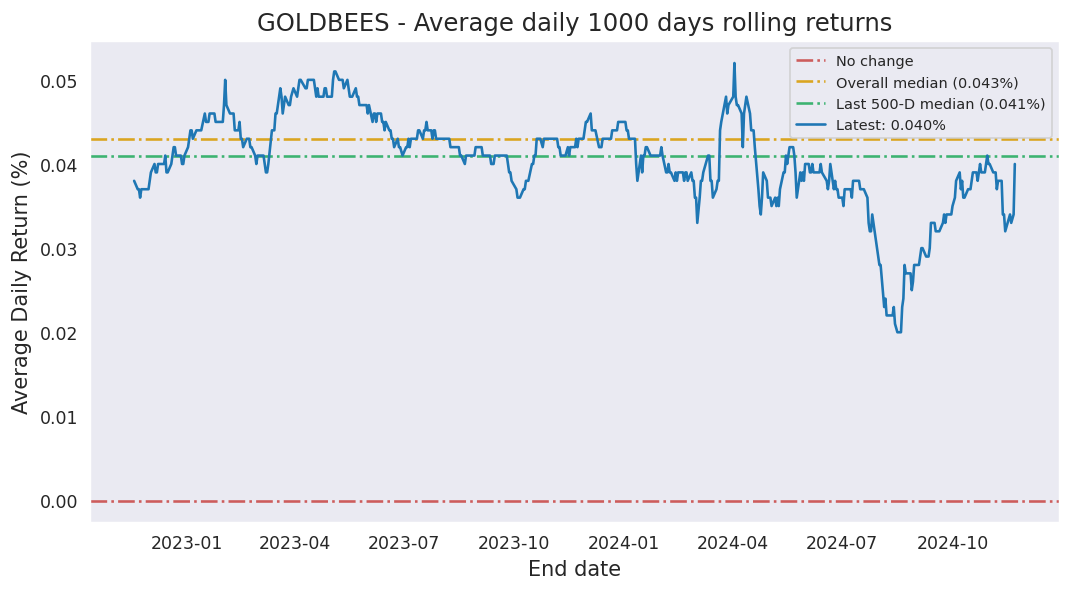 GOLDBEES - Average daily 1000 days rolling returns
No change
Overall median (0.043%)
Last 500-D median (0.041%)
Latest: 0.040%
Average Daily Return (%)
0.05
0.04
0.03
0.02
0.01
0.00
2023-01 2023-04 2023-07 2023-10 2024-01 2024-04 2024-07 2024-10
End date